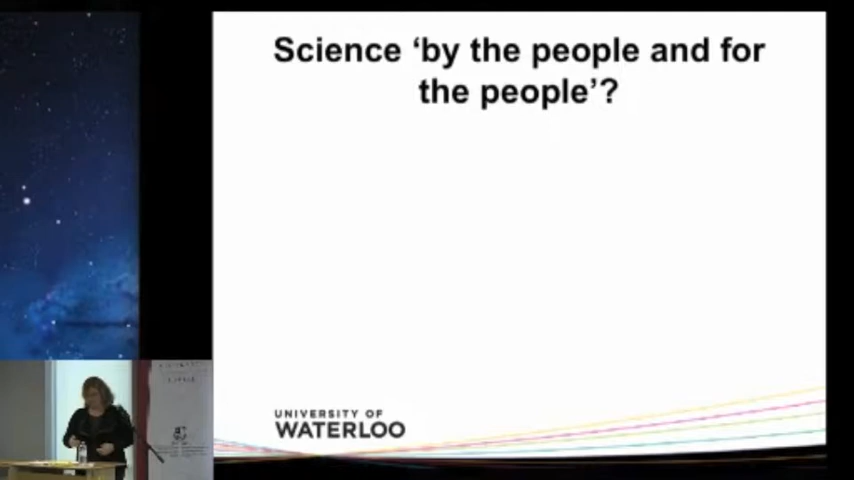 Science ‘by the people and for
the people’?
UNIVERSITY OF
WATERLOO